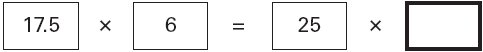 17.5 × 6 = 25 ×